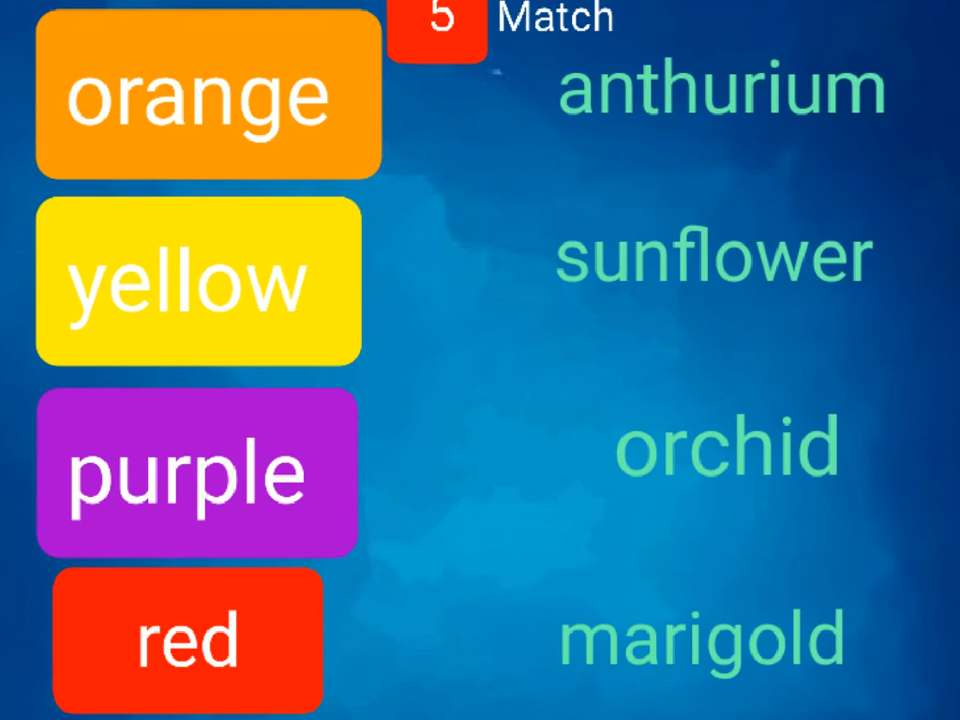 5 Match
orange anthurium
yellow sunflower
purple orchid
red marigold